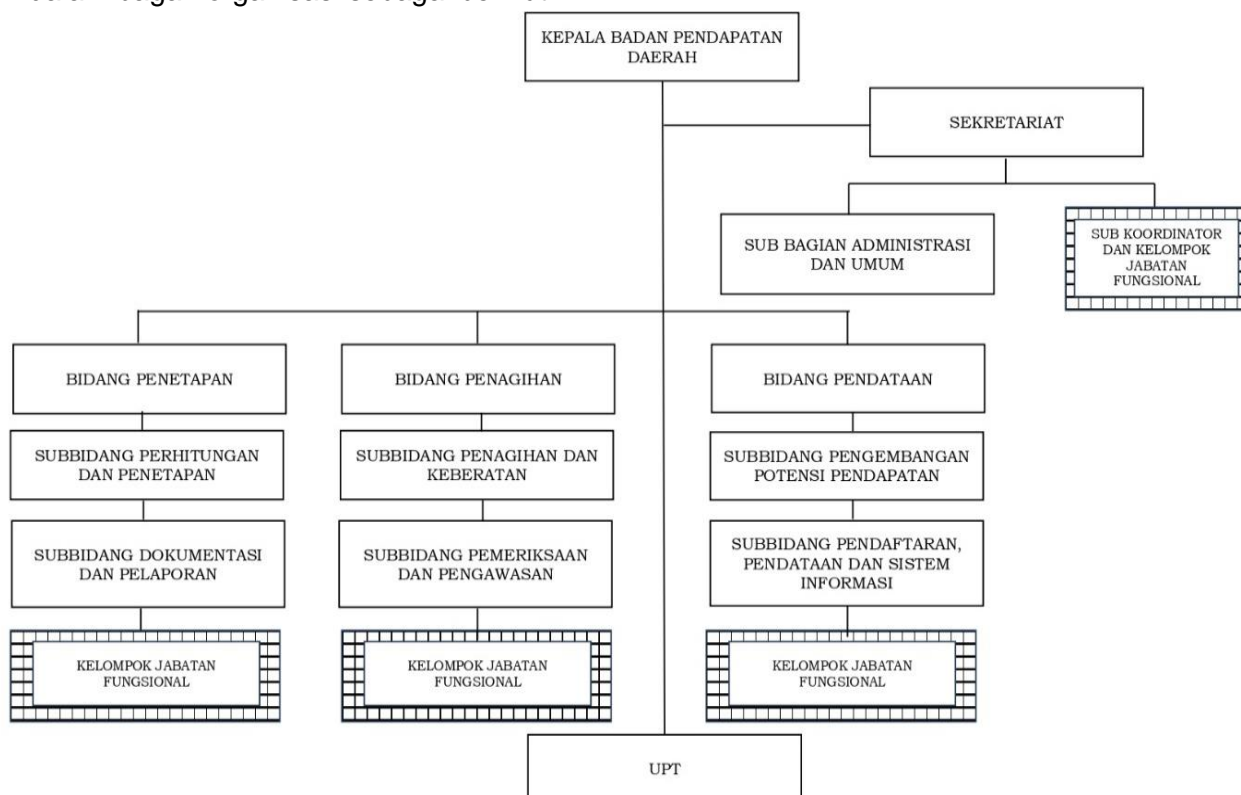 KEPALA BADAN PENDAPATAN
DAERAH
SEKRETARIAT
SUB BAGIAN ADMINISTRASI
DAN UMUM
SUB KOORDINATOR
DAN KELOMPOK
JABATAN
FUNGSIONAL
BIDANG PENETAPAN
BIDANG PENAGIHAN
BIDANG PENDATAAN
SUBBIDANG PERHITUNGAN
DAN PENETAPAN
SUBBIDANG PENAGIHAN DAN
KEBERATAN
SUBBIDANG PENGEMBANGAN
POTENSI PENDAPATAN
SUBBIDANG DOKUMENTASI
DAN PELAPORAN
SUBBIDANG PEMERIKSAAN
DAN PENGAWASAN
SUBBIDANG PENDAFTARAN,
PENDATAAN DAN SISTEM
INFORMASI
KELOMPOK JABATAN
FUNGSIONAL
KELOMPOK JABATAN
FUNGSIONAL
KELOMPOK JABATAN
FUNGSIONAL
UPT